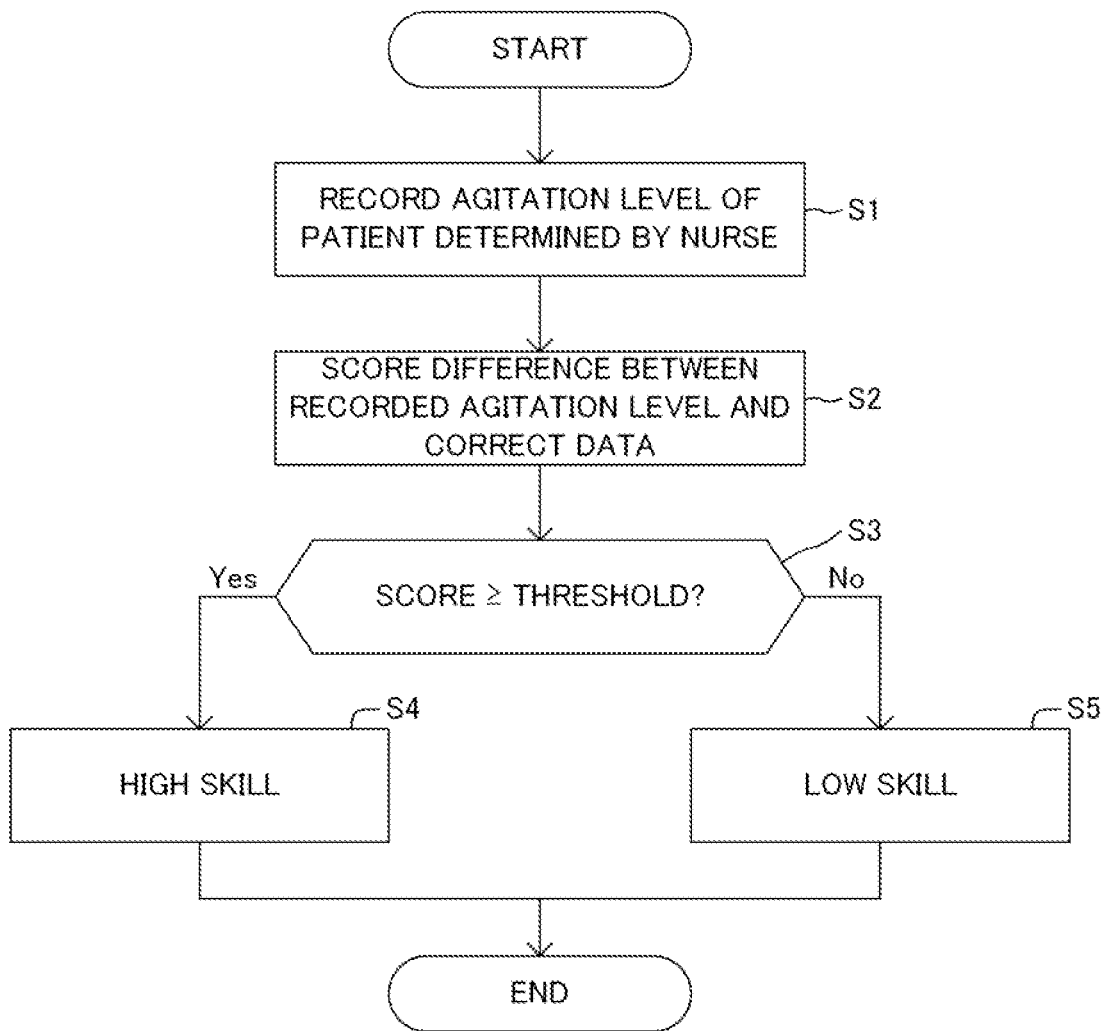 START
RECORD AGITATION LEVEL OF
PATIENT DETERMINED BY NURSE
S1
SCORE DIFFERENCE BETWEEN
RECORDED AGITATION LEVEL AND
CORRECT DATA
S2
S3
Yes
SCORE ≧ THRESHOLD?
No
S4
HIGH SKILL
S5
LOW SKILL
END